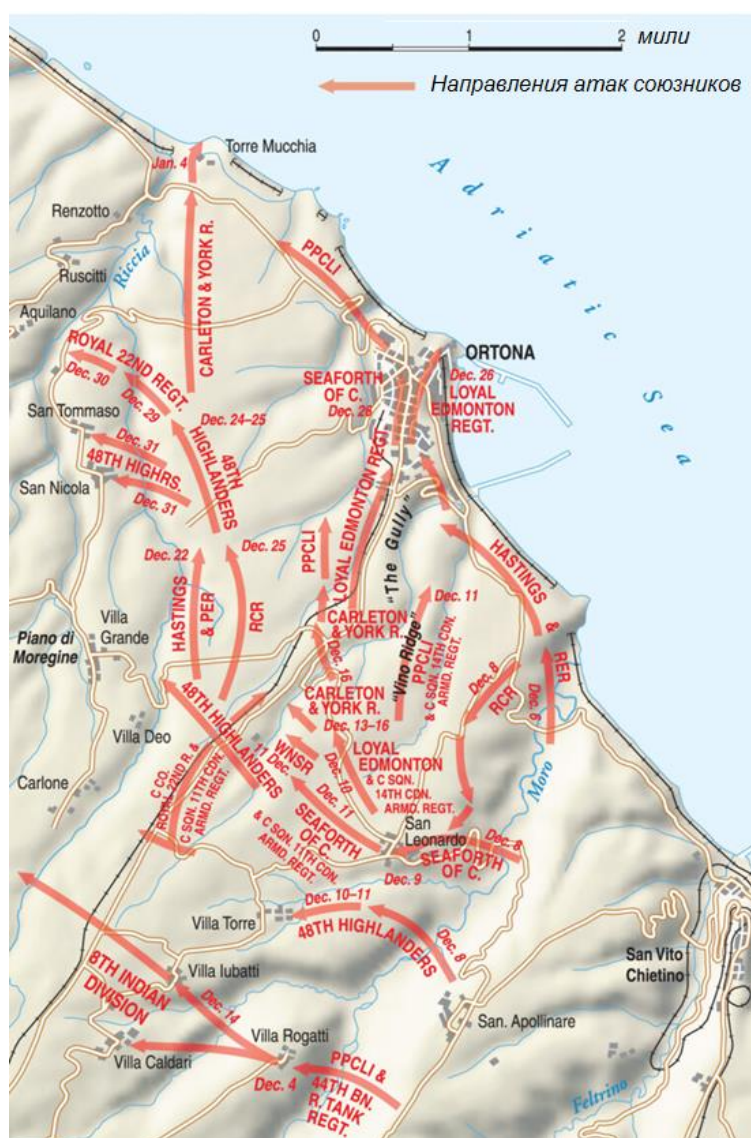 0 1 2 мили
Направления атак союзников
Adriatic Sea
Torre Mucchia
Jan. 4
Renzotto
Riccia
Ruscitti
CARLETON & YORK R.
PPCLI
Aquilano
ROYAL 22ND REGT.
Dec. 30
Dec. 29
ORTONA
SEAFORTH
OF C.
Dec. 26
Dec. 26
LOYAL
EDMONTON
REGT.
San Tommaso
Dec. 24–25
48TH
HIGHLANDERS
Dec. 31
48TH HIGHRS.
San Nicola
Dec. 31
LOYAL EDMONTON REGT
"The Gully"
Dec. 22
Dec. 25
PPCLI
HASTINGS & RER
HASTINGS
& PER
RCR
Dec. 11
CARLETON
& YORK R.
"Vino Ridge"
PPCLI
& C SQN. 14TH CDN.
ARMD. REGT.
Villa
Grande
Piano di
Moregine
Dec. 16
Dec. 8
RCR
Dec. 6
CARLETON
& YORK R.
Dec. 13–16
48TH HIGHLANDERS
Villa Deo
WNSR
11 Dec.
LOYAL
EDMONTON
& C SQN.
14TH CDN.
ARMD. REGT.
Dec. 10
Moro
Carlone
C CO.
ROYAL 22ND R. &
C SQN. 11TH CDN.
ARMD. REGT.
Dec. 11
SEAFORTH
OF C.
& C SQN. 11TH CDN.
ARMD. REGT.
San
Leonardo
Dec. 8
SEAFORTH
OF C.
Dec. 9
Dec. 10–11
Villa Torre
48TH HIGHLANDERS
Dec. 8
San Vito
Chietino
8TH INDIAN
DIVISION
Villa Iubatti
Dec. 14
San. Apollinare
Villa Rogatti
Villa Caldari
Dec. 4
PPCLI &
44TH BN.
R. TANK
REGT.
Feltrino